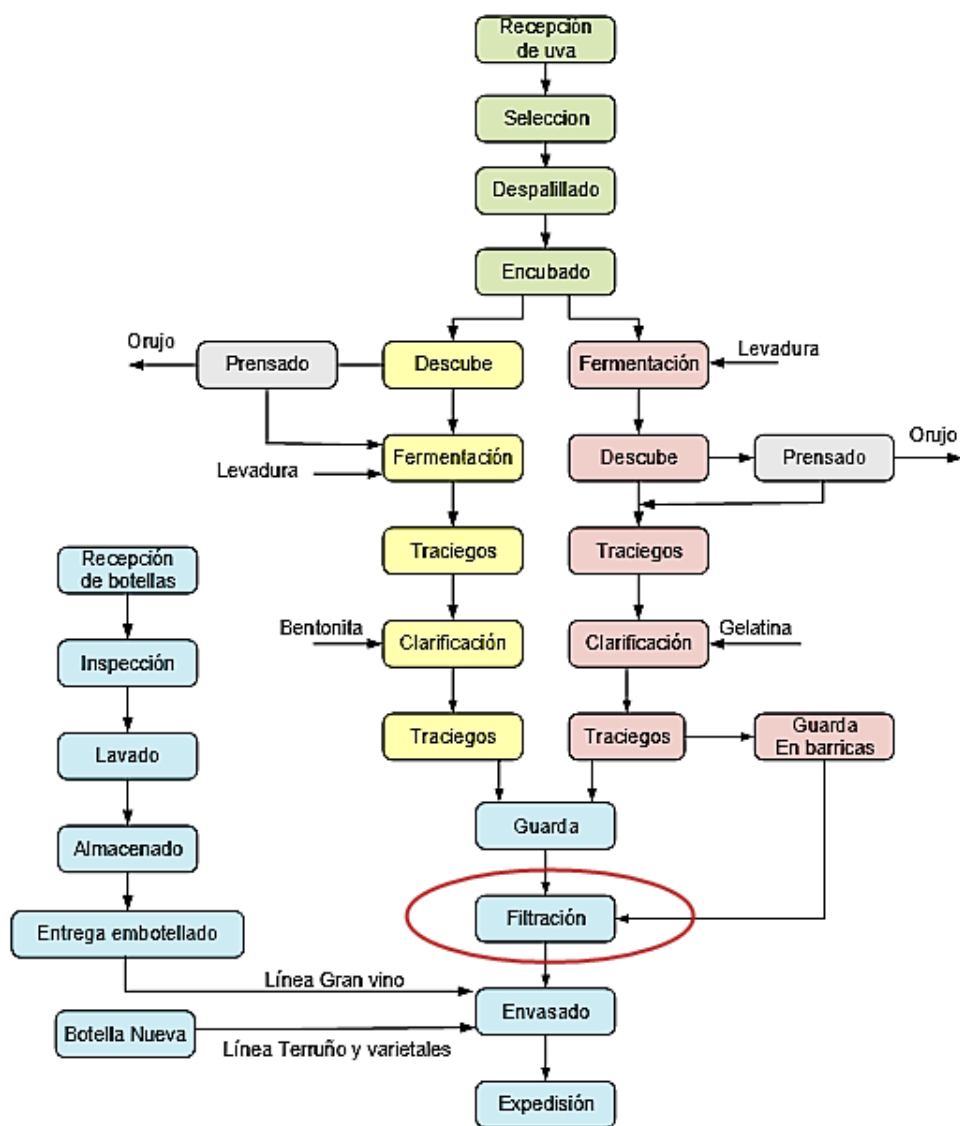 Recepción
de uva
Seleccion
Despalillado
Encubado
Orujo
Prensado
Descube
Fermentación
Levadura
Levadura
Fermentación
Descube
Prensado
Orujo
Traciegos
Traciegos
Recepción
de botellas
Bentonita
Clarificación
Clarificación
Gelatina
Inspección
Traciegos
Traciegos
Guarda
En barricas
Lavado
Guarda
Almacenado
Filtración
Entrega embotellado
Línea Gran vino
Envasado
Botella Nueva
Línea Terruño y varietales
Expedisión